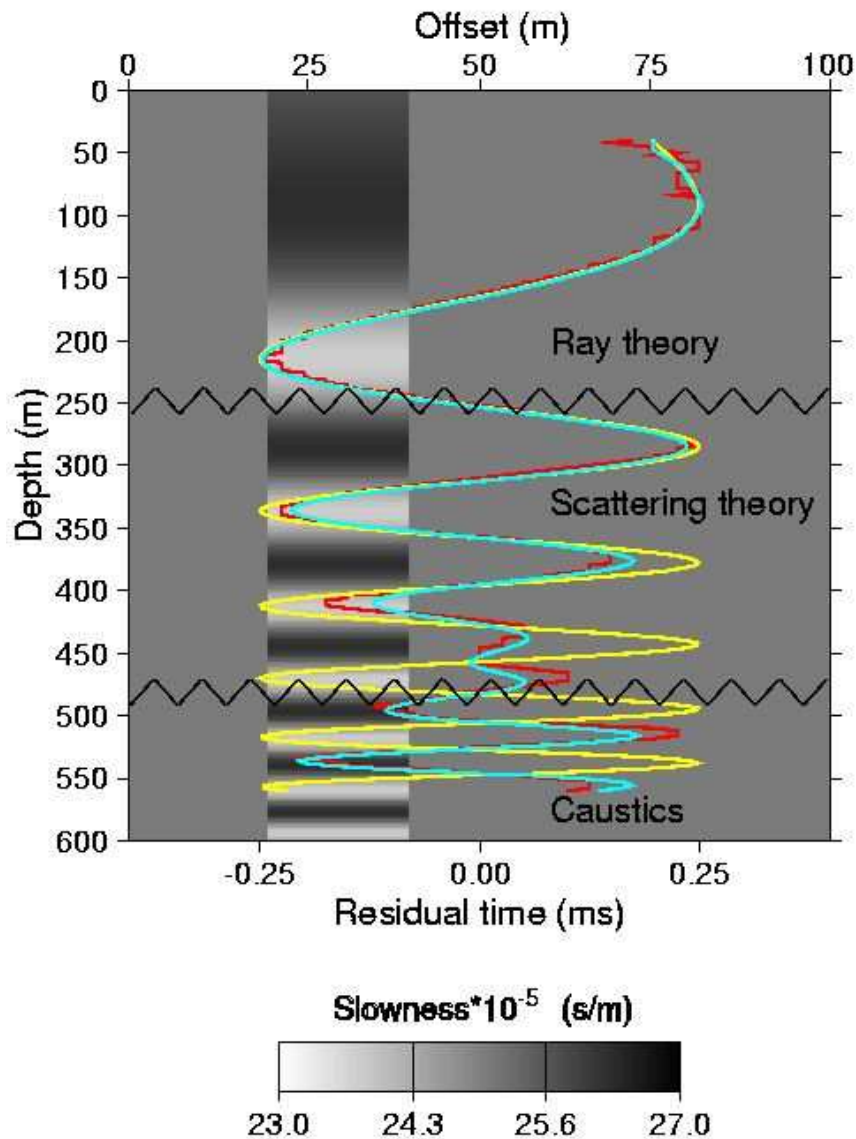 Offset (m)
0 25 50 75 100
0
50
100
150
200
250
300
350
400
450
500
550
600
Depth (m)
Ray theory
Scattering theory
Caustics
-0.25 0.00 0.25
Residual time (ms)
Slowness*10-5 (s/m)
23.0 24.3 25.6 27.0